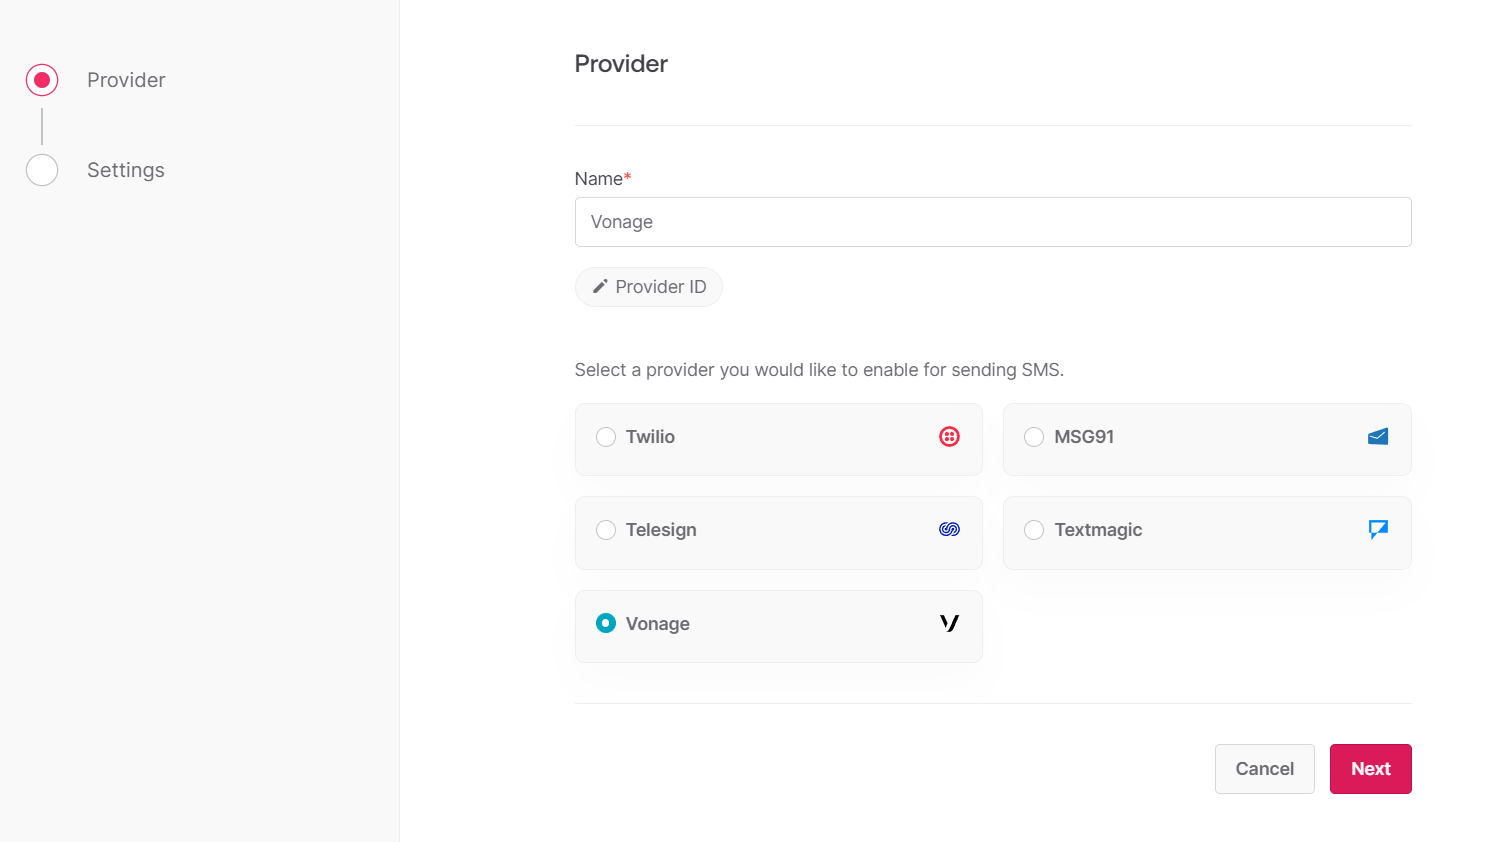 Provider
Settings
Provider
Name*
Vonage
Provider ID
Select a provider you would like to enable for sending SMS.
Twilio
MSG91
Telesign
Textmagic
Vonage
Cancel
Next